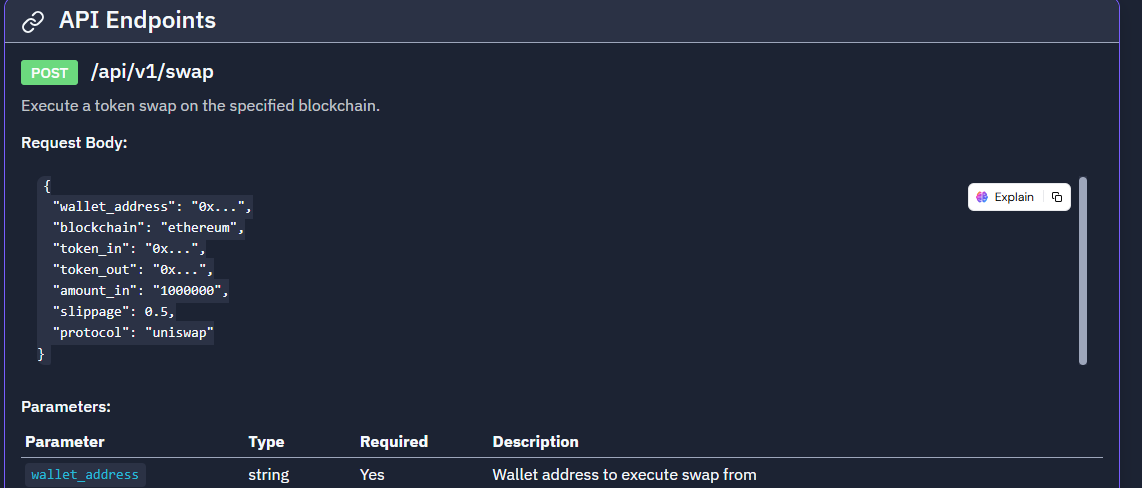 API Endpoints
POST /api/v1/swap
Execute a token swap on the specified blockchain.
Request Body:
{
"wallet_address": "0x...",
"blockchain": "ethereum",
"token_in": "0x...",
"token_out": "0x...",
"amount_in": "1000000",
"slippage": 0.5,
"protocol": "uniswap"
}
Explain
Parameters:
Parameter Type Required Description
wallet_address string Yes Wallet address to execute swap from